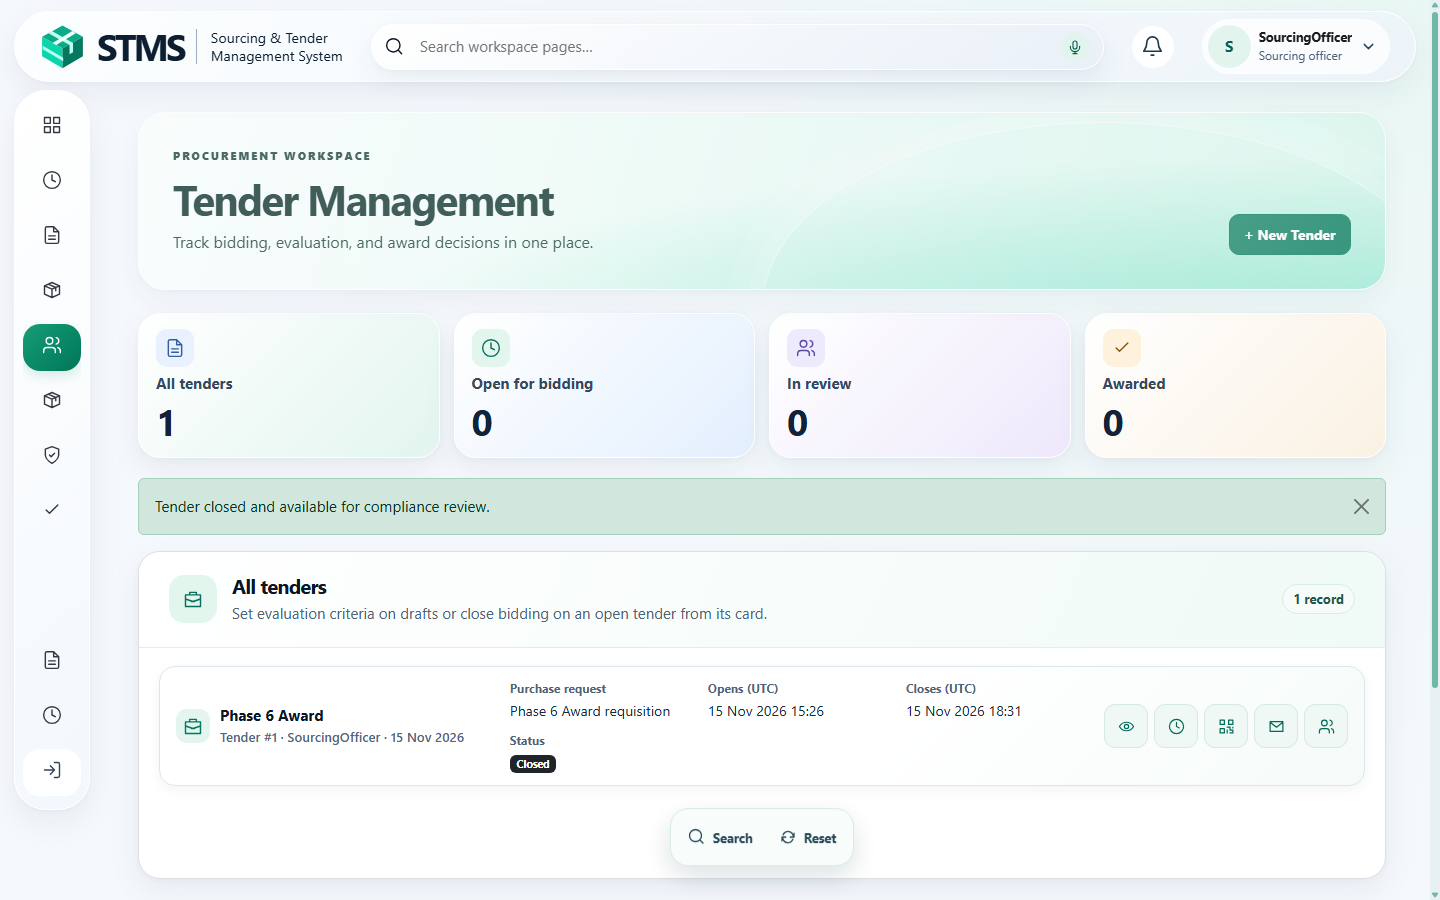 STMS
Sourcing & Tender
Management System
Search workspace pages...
S
SourcingOfficer
Sourcing officer
PROCUREMENT WORKSPACE
Tender Management
Track bidding, evaluation, and award decisions in one place.
+ New Tender
All tenders
1
Open for bidding
0
In review
0
Awarded
0
Tender closed and available for compliance review.
All tenders
Set evaluation criteria on drafts or close bidding on an open tender from its card.
1 record
Phase 6 Award
Tender #1 · SourcingOfficer · 15 Nov 2026
Purchase request
Phase 6 Award requisition
Opens (UTC)
15 Nov 2026 15:26
Closes (UTC)
15 Nov 2026 18:31
Status
Closed
Search
Reset